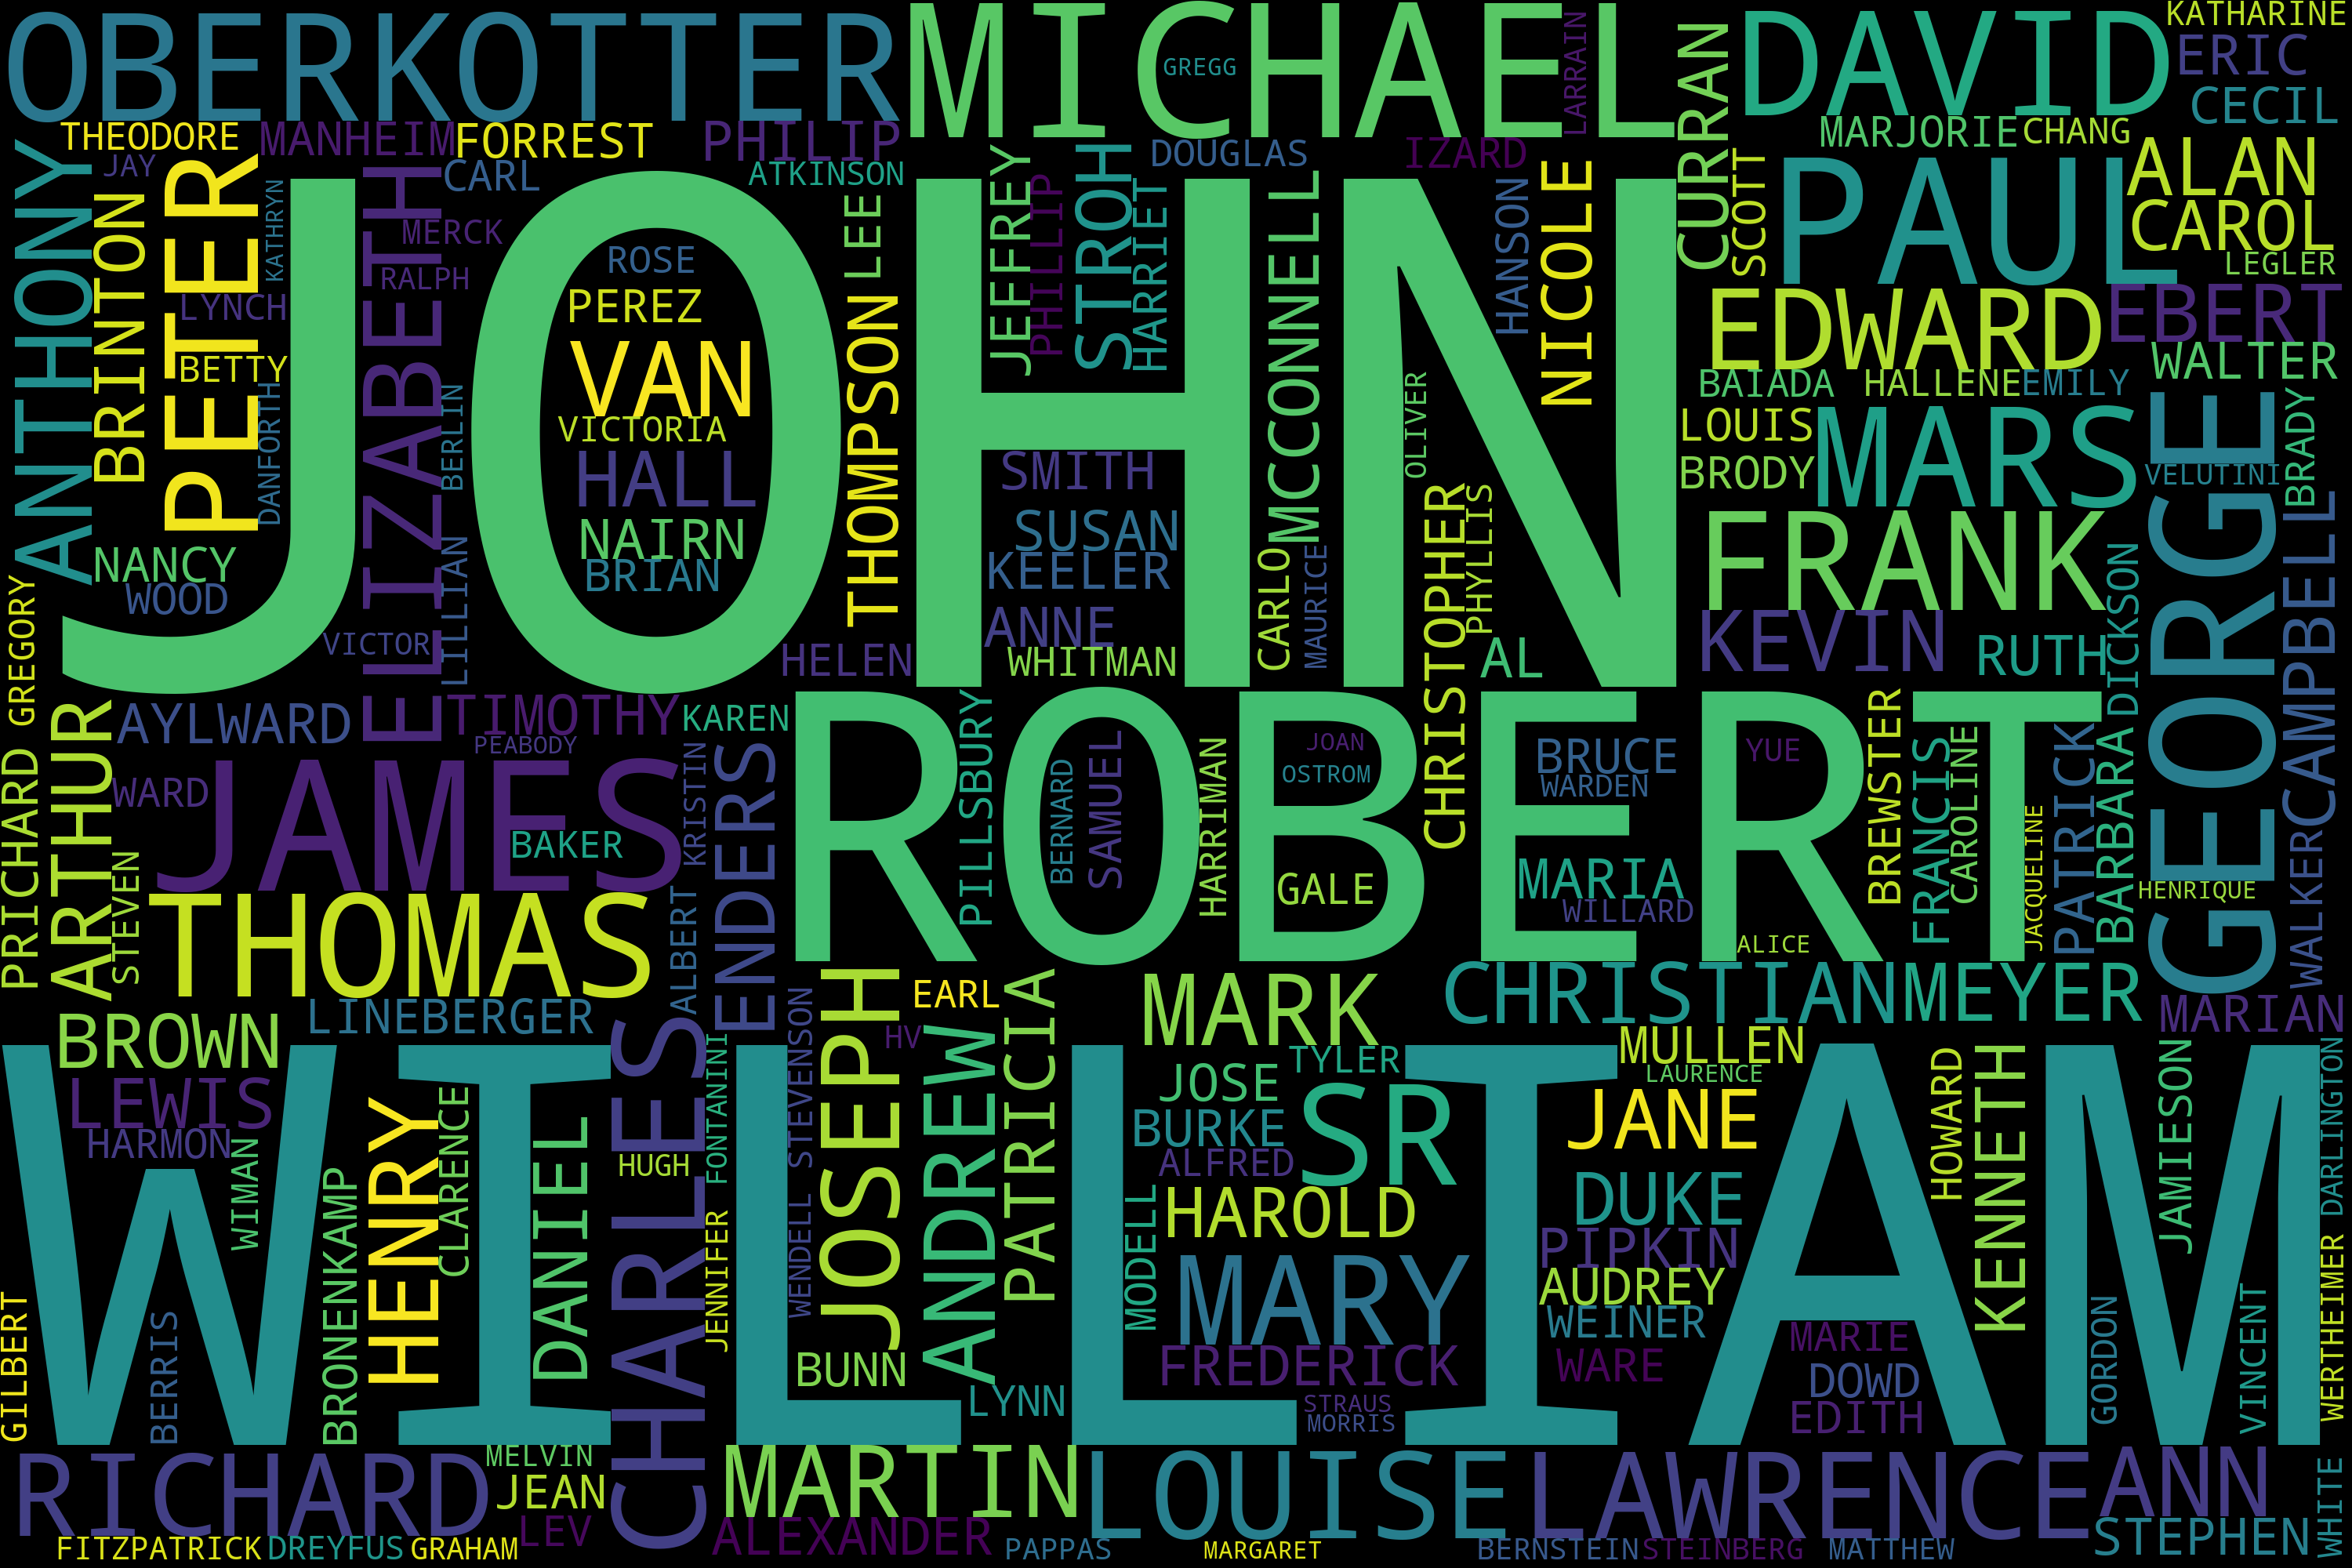 OBERKOTTER
MICHAEL
GREGG
LARRAIN
CURRAN
DAVID
KATHARINE
ERIC
CECIL
THEODORE
MANHEIM
FORREST
PHILIP
JAY
CARL
ATKINSON
DOUGLAS
IZARD
MARJORIE
CHANG
ANTHONY
BRINTON
PETER
KATHRYN
ELIZABETH
MERCK
RALPH
LYNCH
BETTY
DANFORTH
BERLIN
JOHN
ROSE
PEREZ
VAN
VICTORIA
HALL
NAIRN
BRIAN
LEE
THOMPSON
JEFFREY
PHILLIP
STROH
HARRIET
MCCONNELL
HANSON
NICOLE
SCOTT
PAUL
ALAN
CAROL
LEGLER
EDWARD
EBERT
WALTER
BAIADA
HALLENE
EMILY
LOUIS
BRODY
MARS
GEORGE
VELUTINI
BRADY
OLIVER
SMITH
SUSAN
KEELER
ANNE
WHITMAN
CARLO
MAURICE
CHRISTOPHER
PHYLLIS
AL
FRANK
KEVIN
RUTH
DICKSON
CAMPBELL
NANCY
WOOD
VICTOR
LILLIAN
HELEN
GREGORY
PRICHARD
ARTHUR
AYLWARD
TIMOTHY
KAREN
PEABODY
WARD
JAMES
BAKER
KRISTIN
ENDERS
ROBERT
PILLSBURY
BERNARD
SAMUEL
HARRIMAN
JOAN
OSTROM
GALE
BRUCE
WARDEN
YUE
MARIA
WILLARD
ALICE
BREWSTER
FRANCIS
CAROLINE
JACQUELINE
PATRICK
BARBARA
HENRIQUE
WALKER
STEVEN
THOMAS
ALBERT
LINEBERGER
BROWN
LEWIS
HARMON
CHARLES
STEVENSON
JOSEPH
EARL
HV
ANDREW
PATRICIA
MARK
CHRISTIAN
MEYER
MARIAN
MULLEN
LAURENCE
TYLER
JOSE
BURKE
ALFRED
SR
HAROLD
JANE
DUKE
PIPKIN
AUDREY
WEINER
WARE
HOWARD
KENNETH
JAMIESON
DARLINGTON
WILLIAM
WIMAN
BRONENKAMP
HENRY
CLARENCE
DANIEL
HUGH
FONTANINI
JENNIFER
WENDELL
BUNN
LYNN
MODELL
MARY
FREDERICK
STRAUS
MORRIS
MARIE
DOWD
EDITH
GORDON
VINCENT
WERTHEIMER
GILBERT
BERRIS
RICHARD
MELVIN
JEAN
LEV
MARTIN
ALEXANDER
LOUISE
LAWRENCE
ANN
STEPHEN
WHITE
FITZPATRICK
DREYFUS
GRAHAM
PAPPAS
MARGARET
BERNSTEIN
STEINBERG
MATTHEW